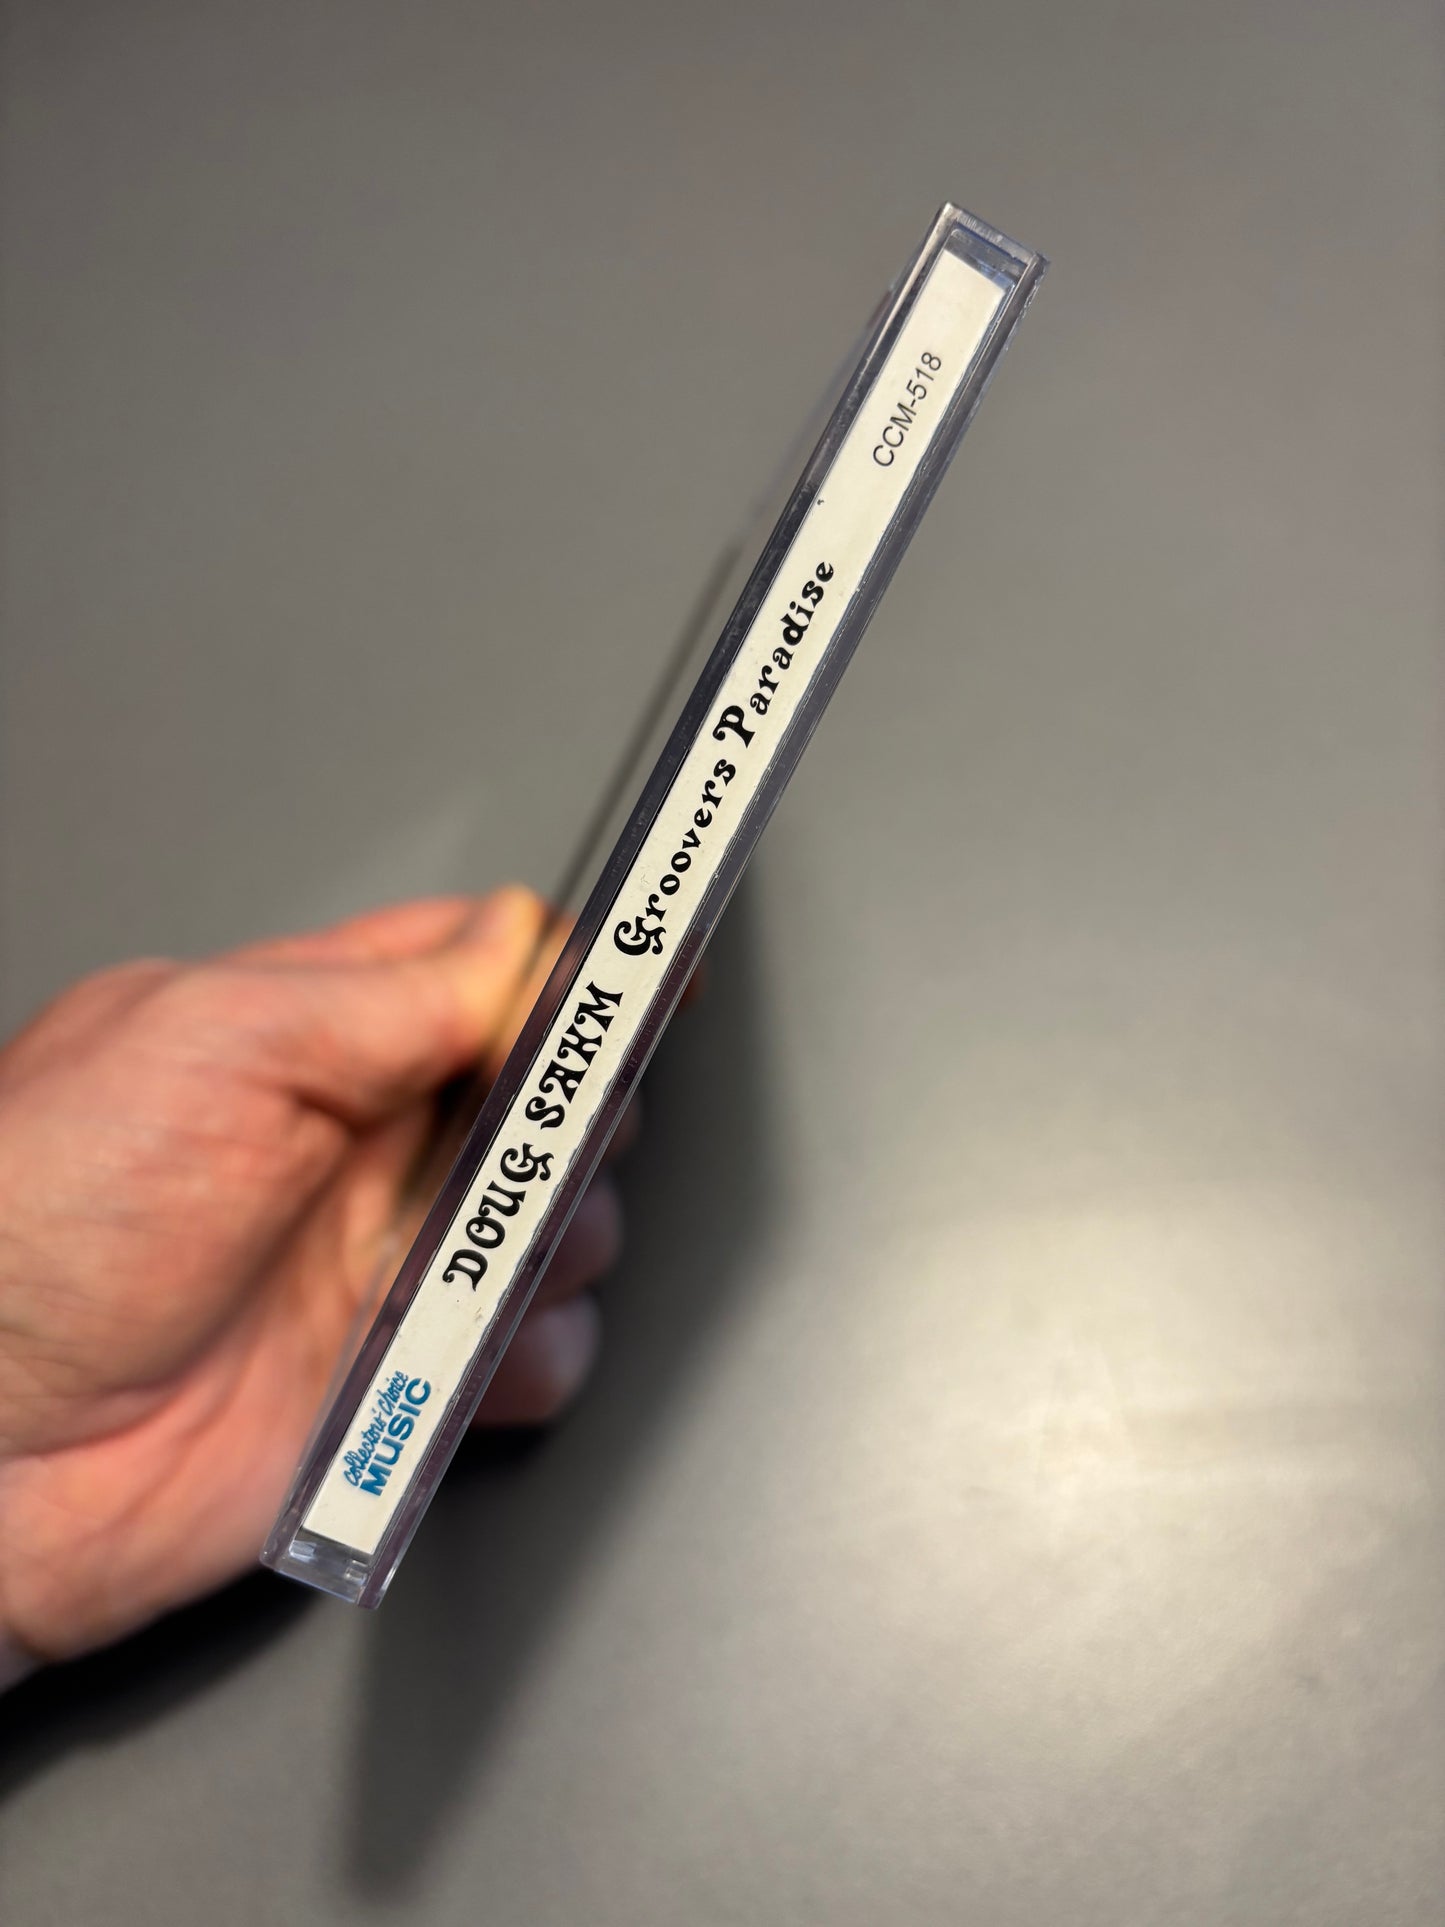 collectors' choice
MUSIC
DOUG SAHM Groovers Paradise
CCM-518